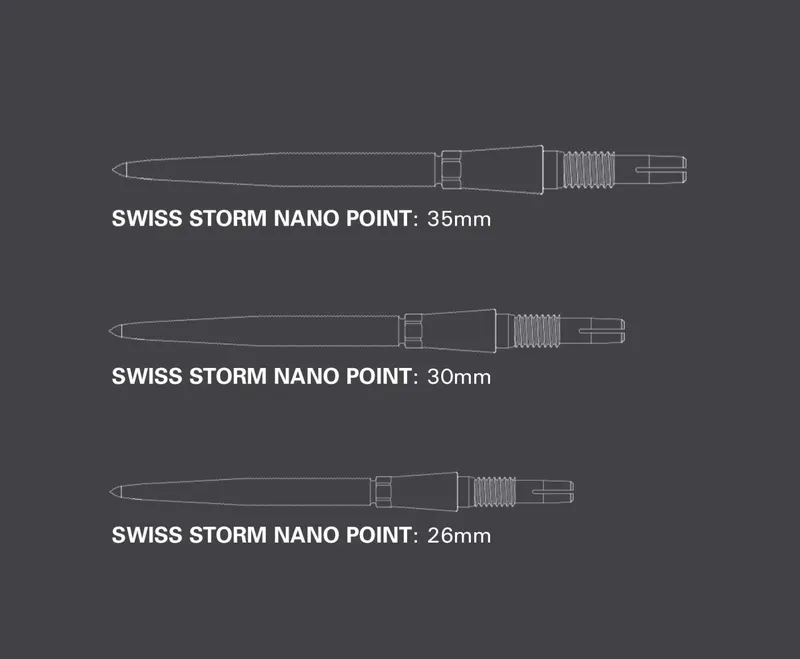 SWISS STORM NANO POINT: 35mm
SWISS STORM NANO POINT: 30mm
SWISS STORM NANO POINT: 26mm